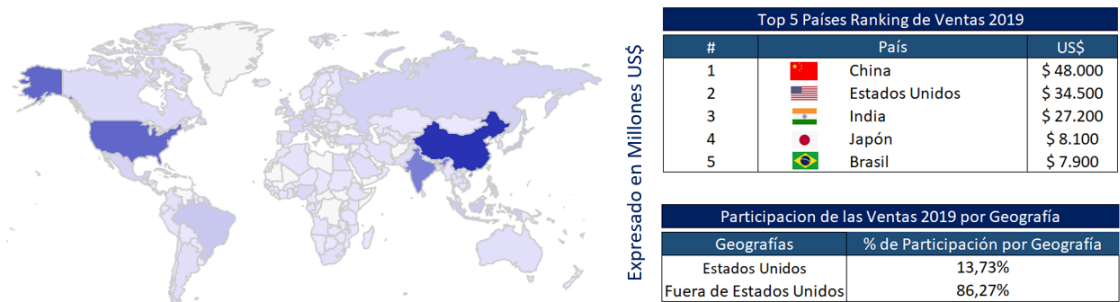 Expresado en Millones US$
Top 5 Países Ranking de Ventas 2019
# País US$
1 China $ 48.000
2 Estados Unidos $ 34.500
3 India $ 27.200
4 Japón $ 8.100
5 Brasil $ 7.900
Participacion de las Ventas 2019 por Geografía
Geografías % de Participación por Geografía
Estados Unidos 13,73%
Fuera de Estados Unidos 86,27%